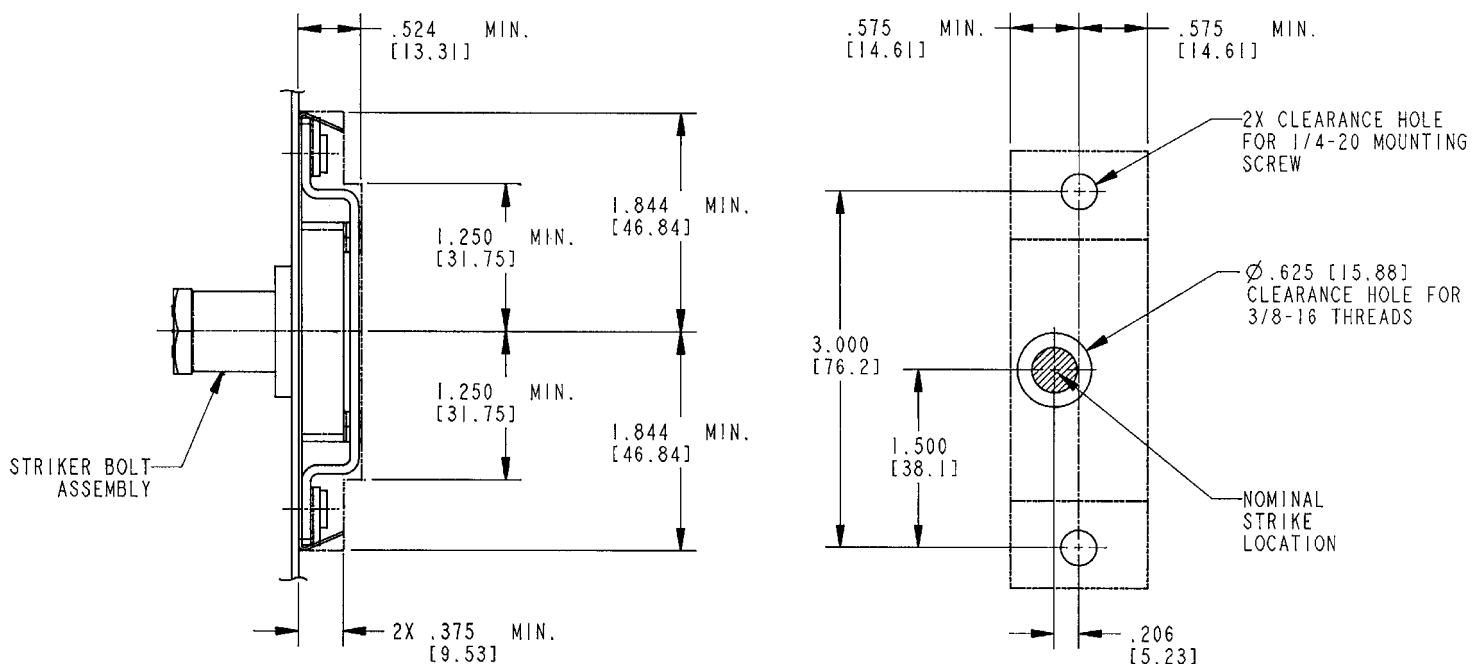 .524 MIN.
[13.31]
1.844 MIN.
[46.84]
1.250 MIN.
[31.75]
1.250 MIN.
[31.75]
1.844 MIN.
[46.84]
STRIKER BOLT
ASSEMBLY
2X .375 MIN.
[9.53]
.575 MIN.
[14.61]
.575 MIN.
[14.61]
2X CLEARANCE HOLE
FOR 1/4-20 MOUNTING
SCREW
Ø.625 [15.88]
CLEARANCE HOLE FOR
3/8-16 THREADS
3.000
[76.2]
1.500
[38.1]
NOMINAL
STRIKE
LOCATION
.206
[5.23]